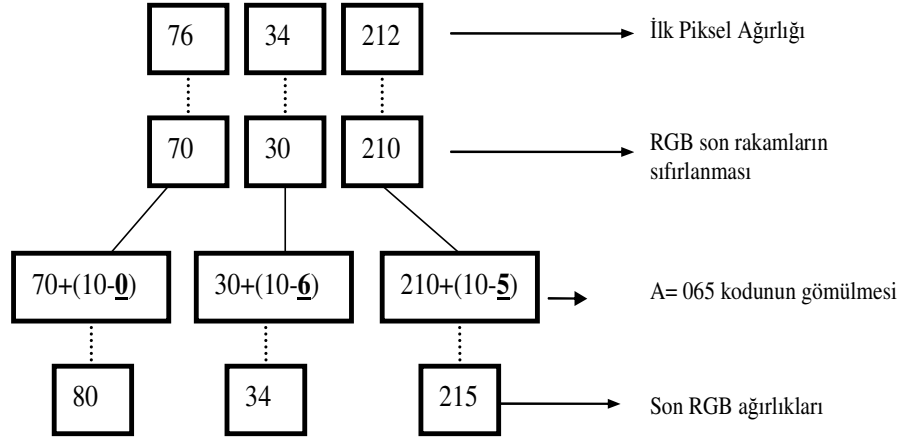 76 34 212 İlk Piksel Ağırlığı
70 30 210 RGB son rakamların
sıfırlanması
70+(10-0) 30+(10-6) 210+(10-5) A= 065 kodunun gömülmesi
80 34 215 Son RGB ağırlıkları